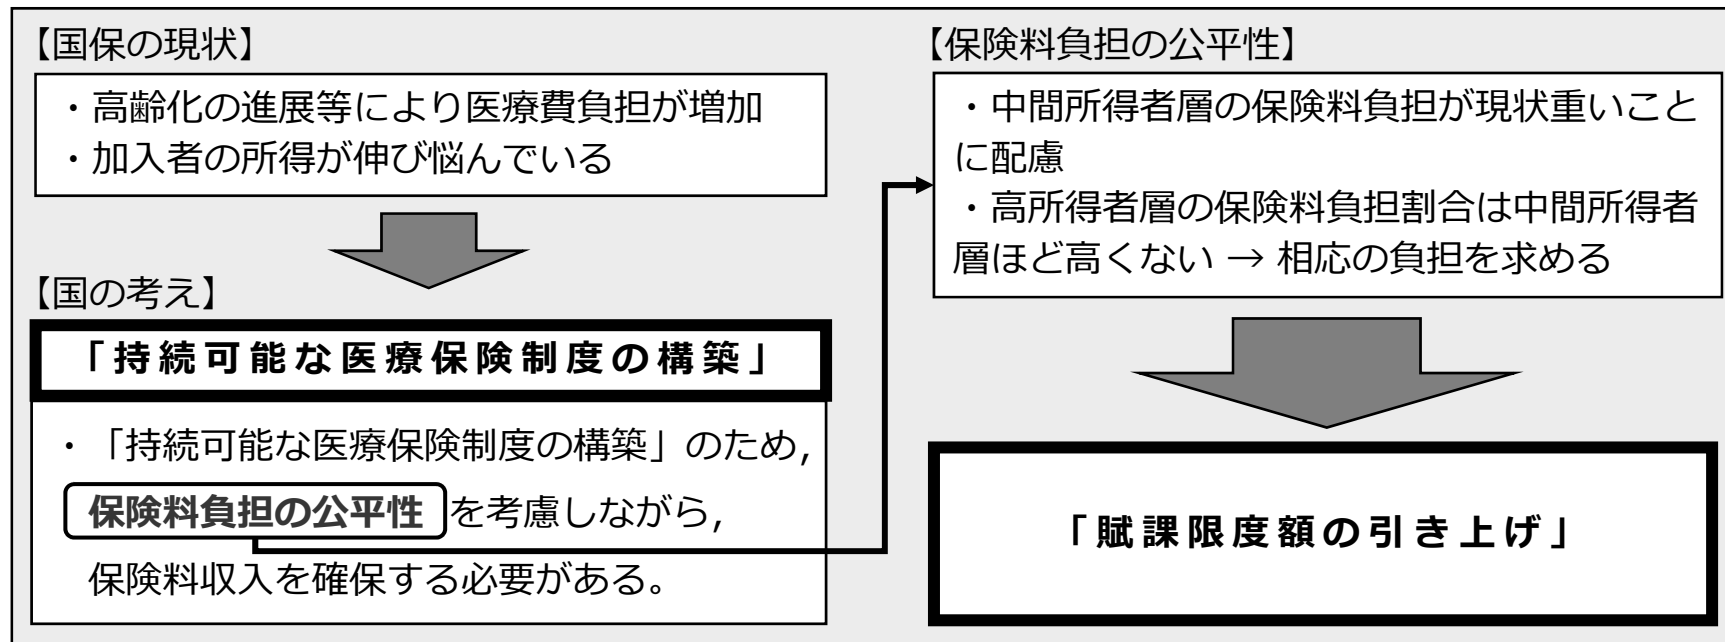 【国保の現状】
・高齢化の進展等により医療費負担が増加
・加入者の所得が伸び悩んでいる
【国の考え】
「持続可能な医療保険制度の構築」
・「持続可能な医療保険制度の構築」のため,
保険料負担の公平性を考慮しながら,
保険料収入を確保する必要がある。
【保険料負担の公平性】
・中間所得者層の保険料負担が現状重いこと
に配慮
・高所得者層の保険料負担割合は中間所得者
層ほど高くない → 相応の負担を求める
「賦課限度額の引き上げ」